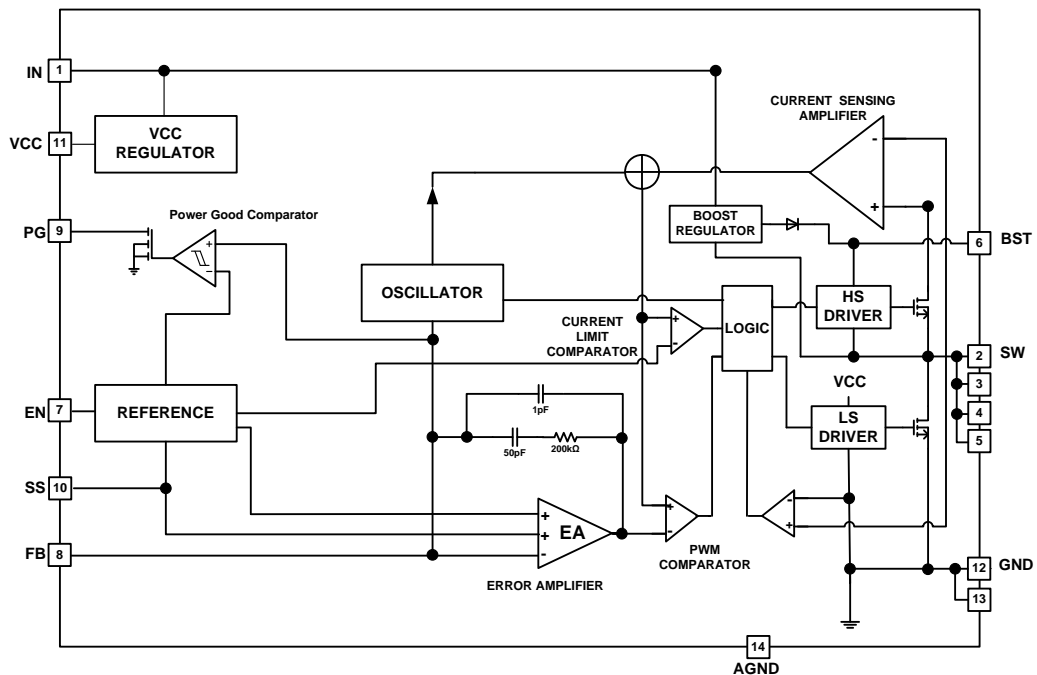 IN
1
CURRENT SENSING
AMPLIFIER
VCC
11
VCC
REGULATOR
-
+
PG
9
Power Good Comparator
+
-
BOOST
REGULATOR
6
BST
OSCILLATOR
CURRENT
LIMIT
COMPARATOR
+
-
LOGIC
HS
DRIVER
2
SW
3
4
5
EN
7
REFERENCE
1pF
50pF
200kΩ
VCC
LS
DRIVER
SS
10
FB
8
+
+
-
EA
ERROR AMPLIFIER
+
-
PWM
COMPARATOR
-
+
12
GND
13
14
AGND